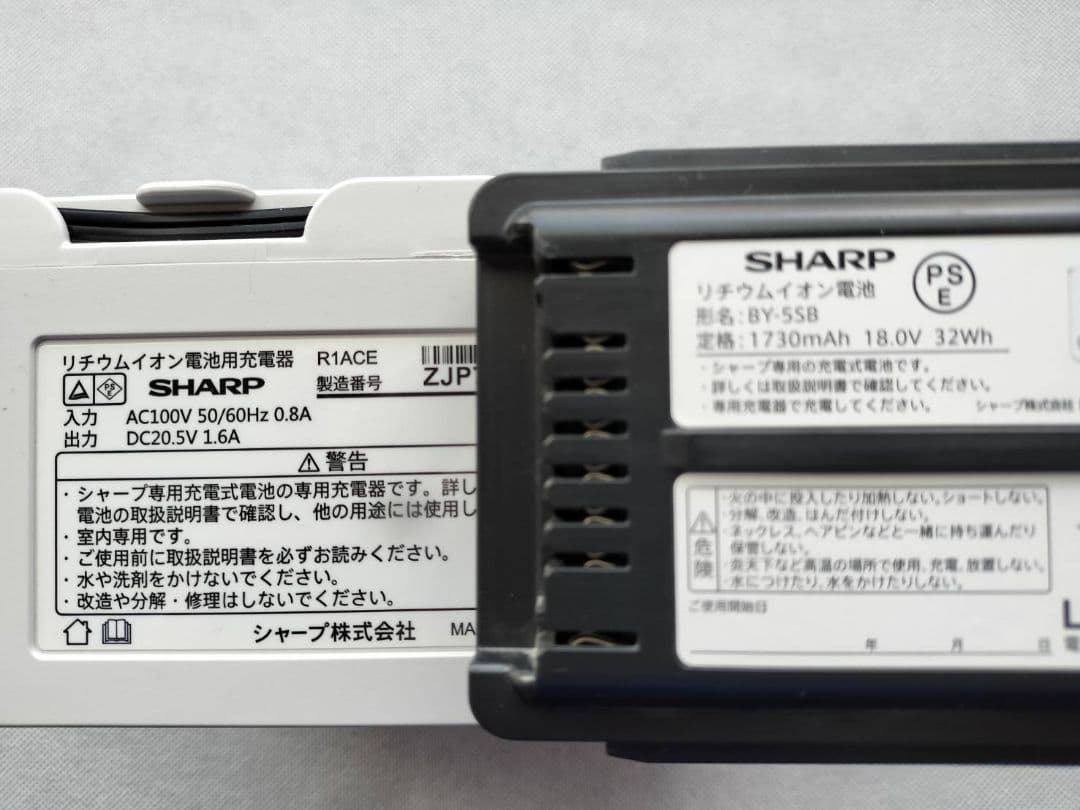 リチウムイオン電池用充電器 R1ACE
PS E SHARP 製造番号 ZJP
入力 AC100V 50/60Hz 0.8A
出力 DC20.5V 1.6A
警告
・シャープ専用充電式電池の専用充電器です。詳し
電池の取扱説明書で確認し、他の用途には使用し
・室内専用です。
・ご使用前に取扱説明書を必ずお読みください。
・水や洗剤をかけないでください。
・改造や分解・修理はしないでください。
シャープ株式会社 MA
SHARP
PS E
リチウムイオン電池
形名:BY-5SB
定格:1730mAh 18.0V 32Wh
・シャープ専用の充電式電池です。
・詳しくは取扱説明書で確認してください。
・専用充電器で充電してください。 シャープ株式会社
危険
・火の中に投入したり加熱しない。ショートしない。
・分解、改造、はんだ付けしない。
・ネックレス、ヘアピンなどと一緒に持ち運んだり
保管しない。
・炎天下など高温の場所で使用、充電、放置しない。
・水につけたり、水をかけたりしない。
ご使用開始日
年 月 日
電